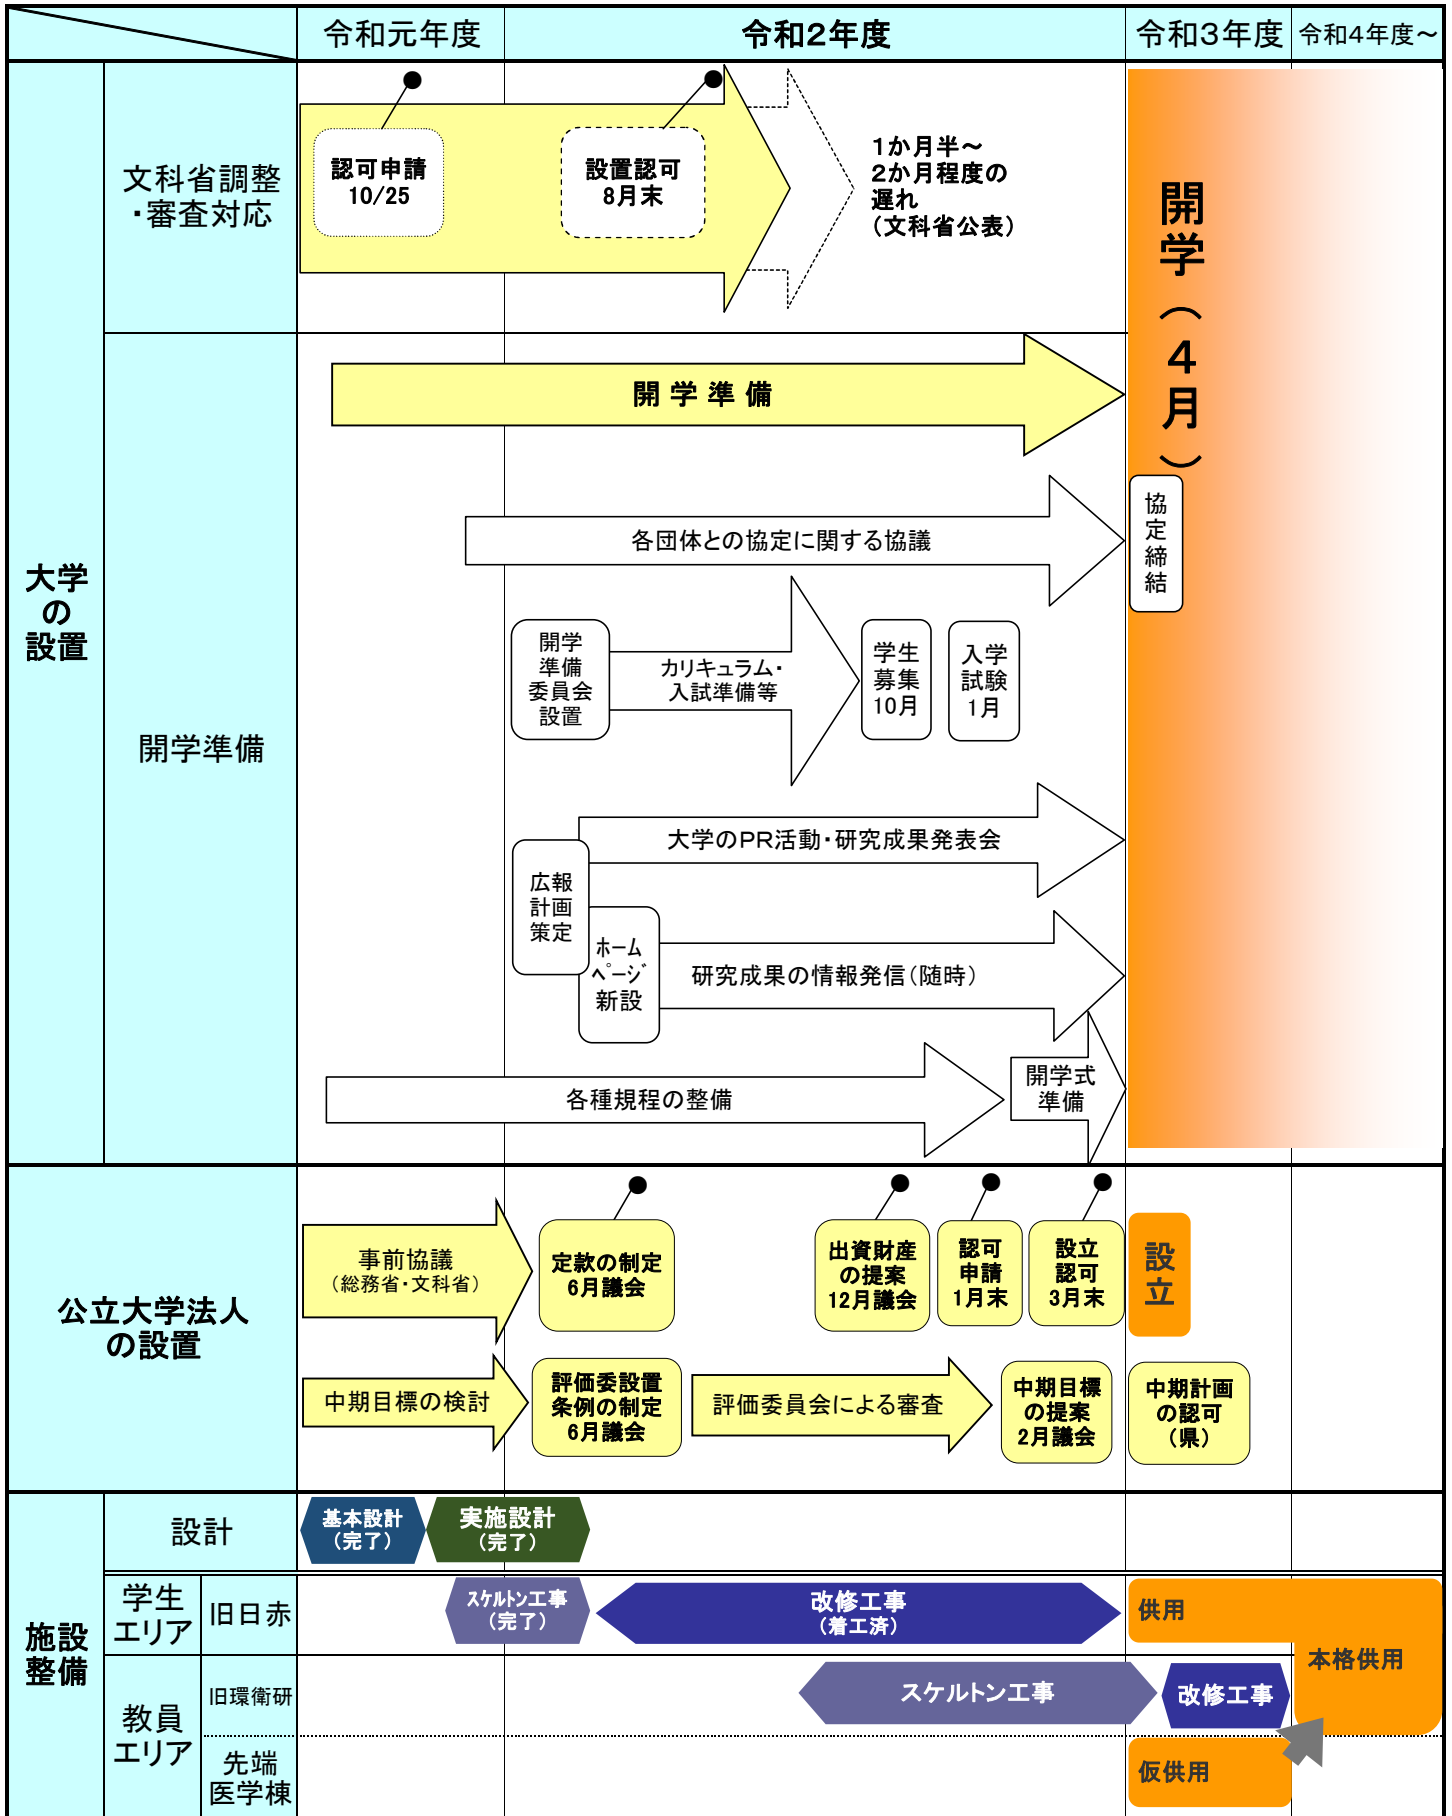 令和元年度
令和２年度
令和３年度
令和４年度～
大学
の
設置
文科省調整
・審査対応
認可申請
10/25
設置認可
8月末
1か月半～
2か月程度の
遅れ
（文科省公表）
開学（４月）
開学準備
開 学 準 備
各団体との協定に関する協議
協定締結
開学
準備
委員会
設置
カリキュラム・
入試準備等
学生
募集
10月
入学
試験
1月
広報
計画
策定
大学のPR活動・研究成果発表会
ﾎｰﾑ
ﾍﾟｰｼﾞ
新設
研究成果の情報発信（随時）
各種規程の整備
開学式
準備
公立大学法人
の設置
事前協議
（総務省・文科省）
定款の制定
6月議会
出資財産
の提案
12月議会
認可
申請
1月末
設立
認可
3月末
設立
中期目標の検討
評価委設置
条例の制定
6月議会
評価委員会による審査
中期目標
の提案
2月議会
中期計画
の認可
（県）
施設
整備
設計
基本設計
（完了）
実施設計
（完了）
学生
エリア
旧日赤
ｽｹﾙﾄﾝ工事
（完了）
改修工事
（着工済）
供用
本格供用
教員
エリア
旧環衛研
スケルトン工事
改修工事
先端
医学棟
仮供用